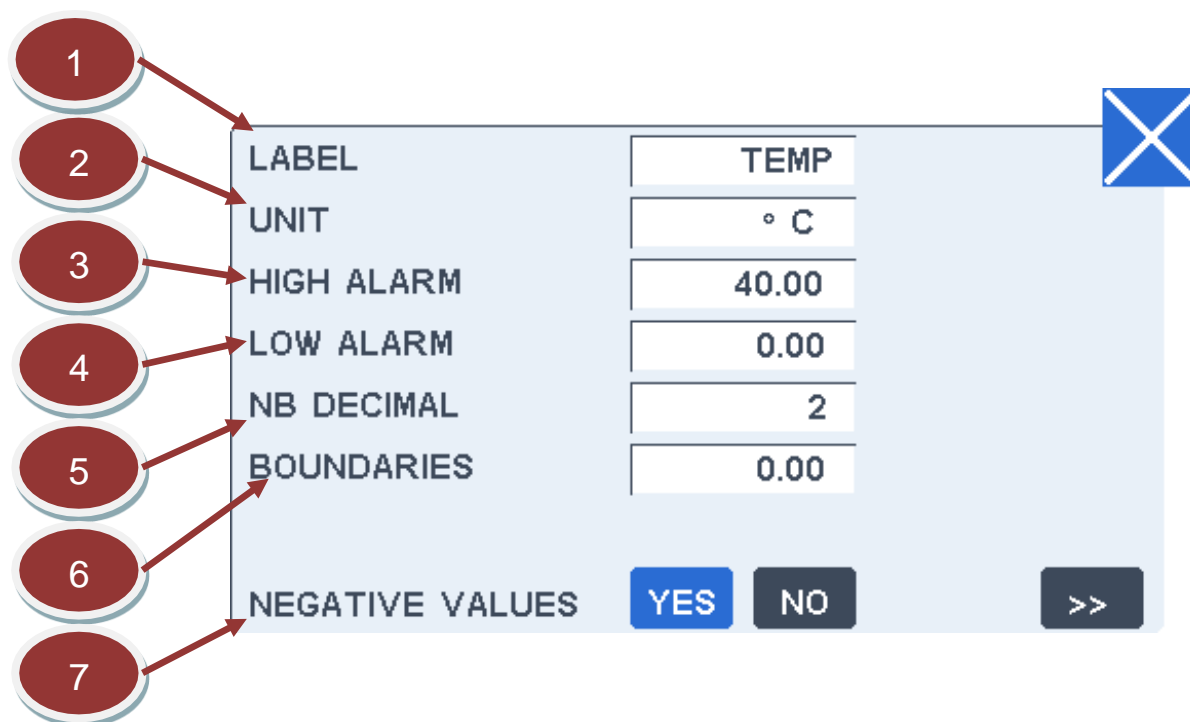 1
2
3
4
5
6
7
LABEL TEMP
UNIT ° C
HIGH ALARM 40.00
LOW ALARM 0.00
NB DECIMAL 2
BOUNDARIES 0.00
NEGATIVE VALUES YES NO >>